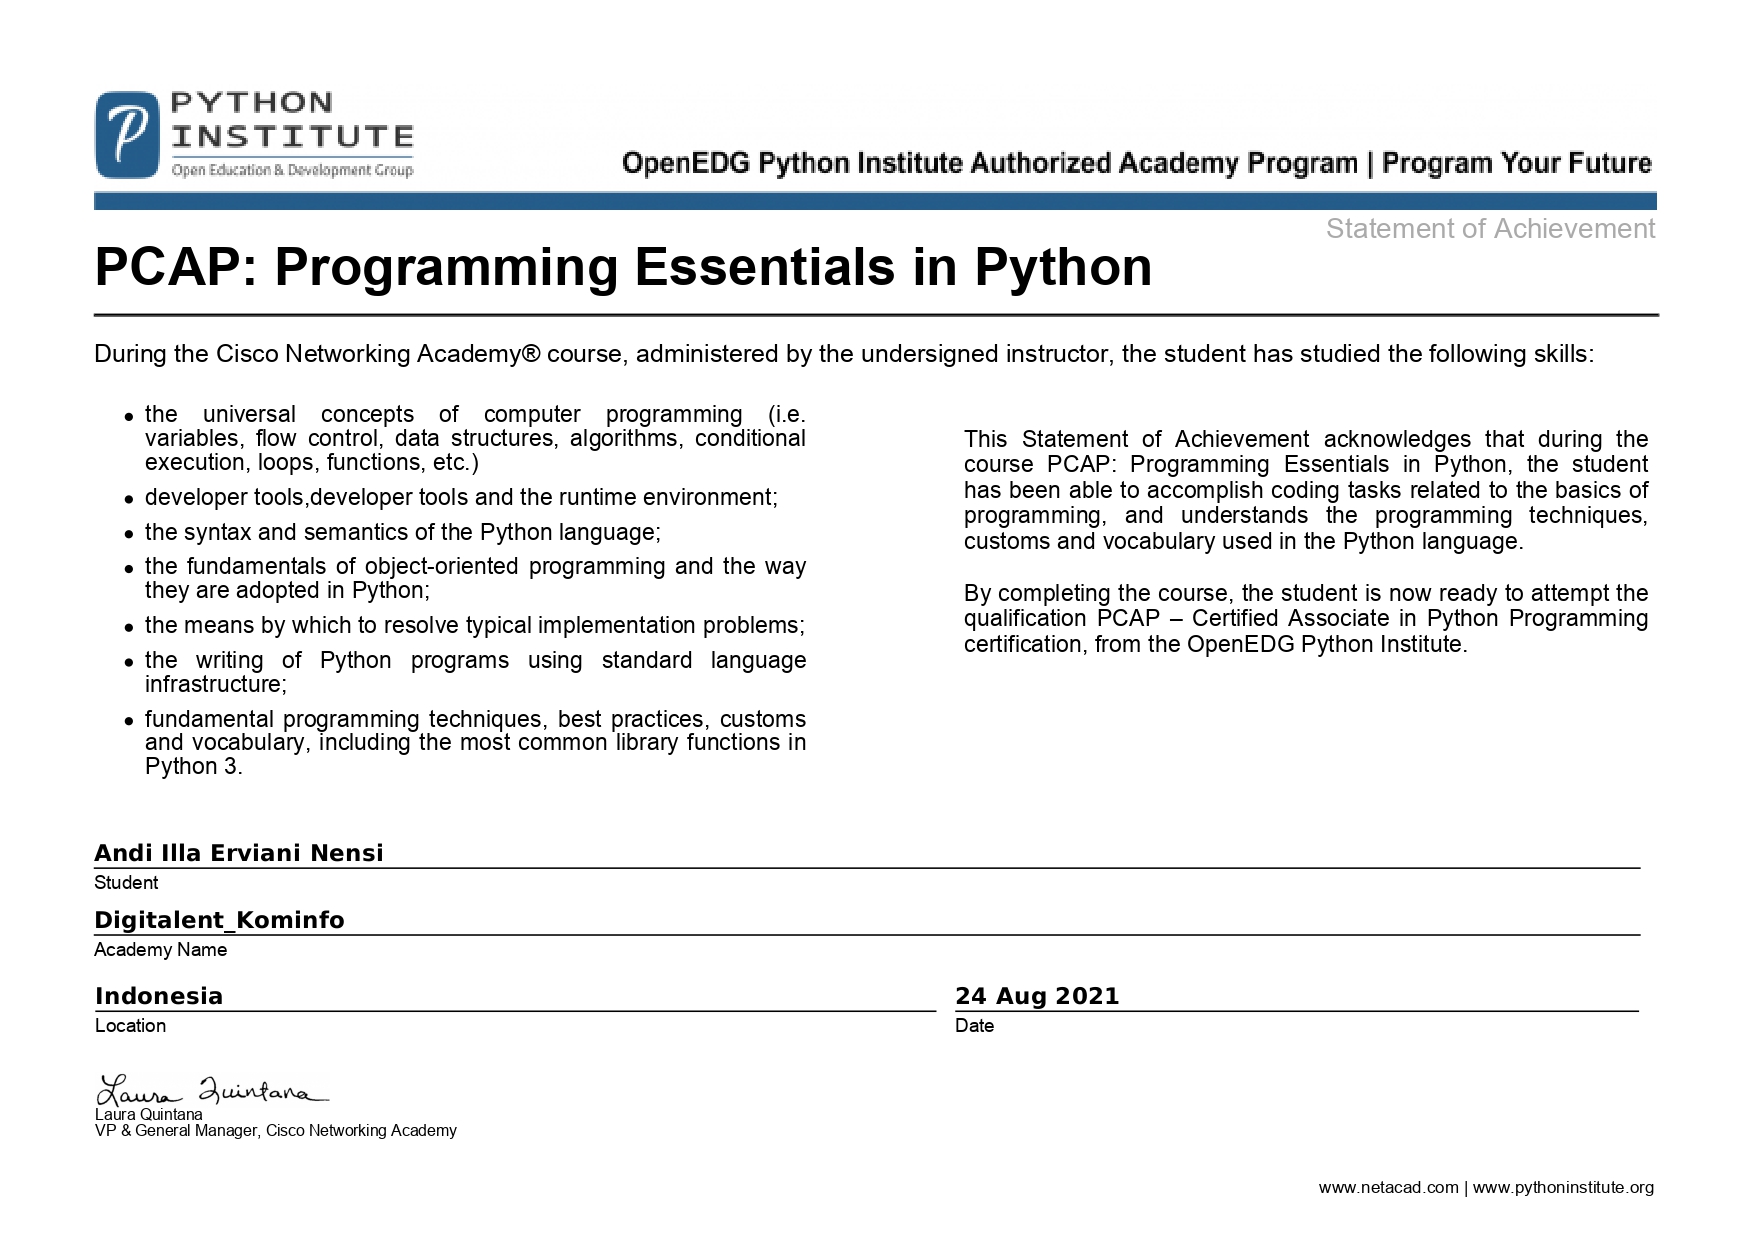 PYTHON
INSTITUTE
Open Education & Development Group
OpenEDG Python Institute Authorized Academy Program | Program Your Future
Statement of Achievement
PCAP: Programming Essentials in Python
During the Cisco Networking Academy® course, administered by the undersigned instructor, the student has studied the following skills:
• the universal concepts of computer programming (i.e.
variables, flow control, data structures, algorithms, conditional
execution, loops, functions, etc.)
• developer tools,developer tools and the runtime environment;
• the syntax and semantics of the Python language;
• the fundamentals of object-oriented programming and the way
they are adopted in Python;
• the means by which to resolve typical implementation problems;
• the writing of Python programs using standard language
infrastructure;
• fundamental programming techniques, best practices, customs
and vocabulary, including the most common library functions in
Python 3.
This Statement of Achievement acknowledges that during the
course PCAP: Programming Essentials in Python, the student
has been able to accomplish coding tasks related to the basics of
programming, and understands the programming techniques,
customs and vocabulary used in the Python language.
By completing the course, the student is now ready to attempt the
qualification PCAP – Certified Associate in Python Programming
certification, from the OpenEDG Python Institute.
Andi Illa Erviani Nensi
Student
Digitalent_Kominfo
Academy Name
Indonesia
Location
24 Aug 2021
Date
Laura Quintana
Laura Quintana
VP & General Manager, Cisco Networking Academy
www.netacad.com | www.pythoninstitute.org